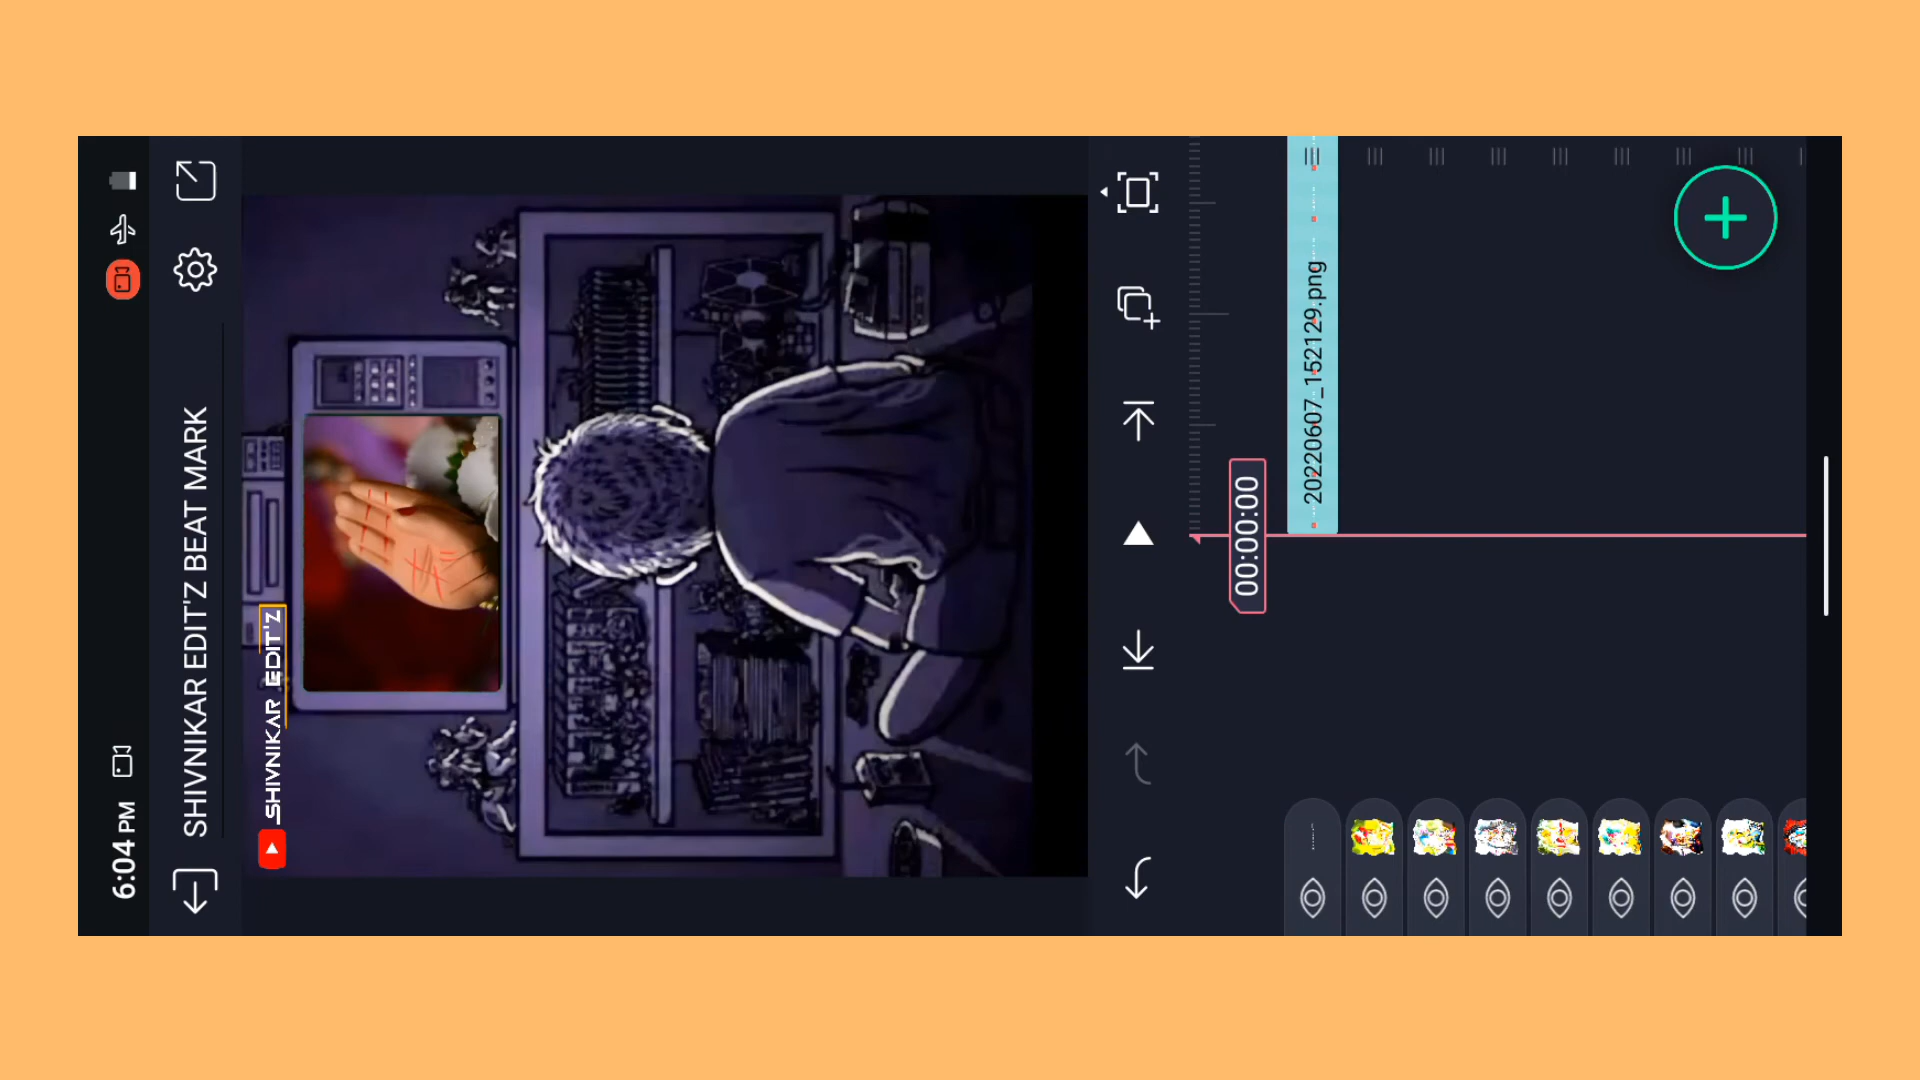 6:04 PM
SHIVNIKAR EDIT'Z BEAT MARK
SHIVNIKAR EDIT'Z
00:00:00
20220607_152129.png